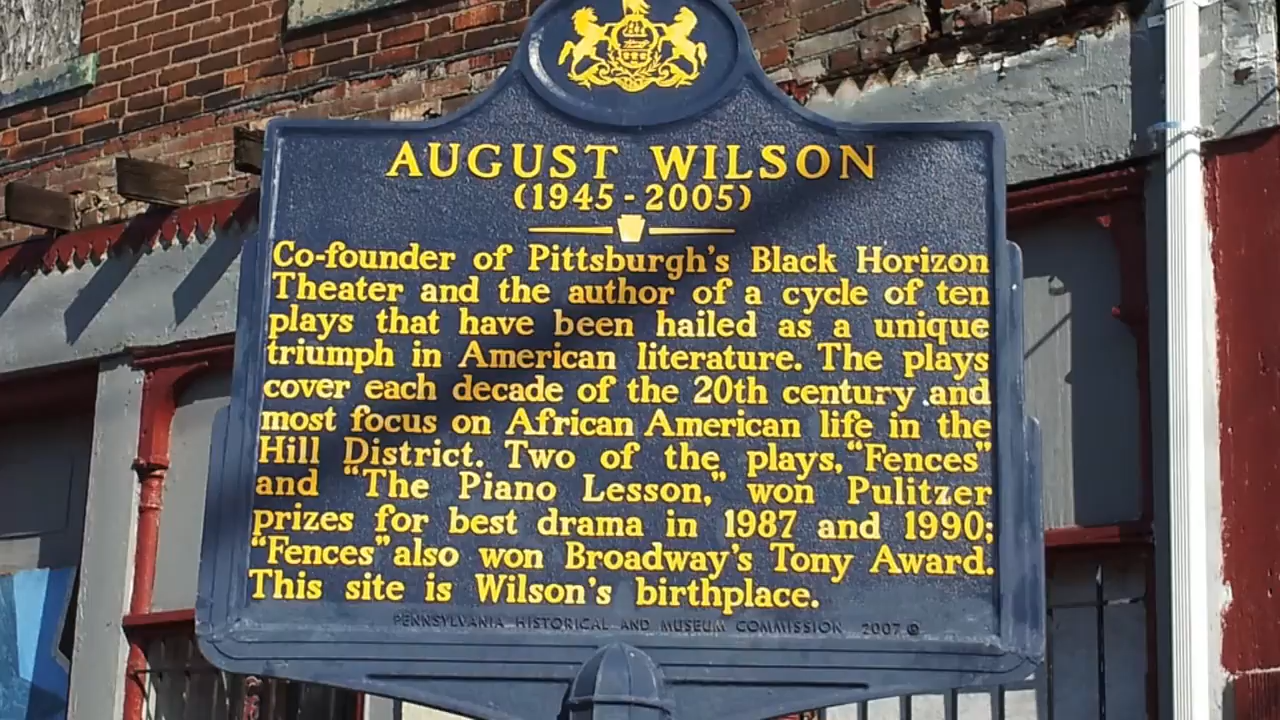 AUGUST WILSON
(1945-2005)
Co-founder of Pittsburgh's Black Horizon
Theater and the author of a cycle of ten
plays that have been hailed as a unique
triumph in American literature. The plays
cover each decade of the 20th century and
most focus on African American life in the
Hill District. Two of the plays, "Fences"
and "The Piano Lesson," won Pulitzer
prizes for best drama in 1987 and 1990;
"Fences" also won Broadway's Tony Award.
This site is Wilson's birthplace.
PENNSYLVANIA HISTORICAL AND MUSEUM COMMISSION 2007 ©